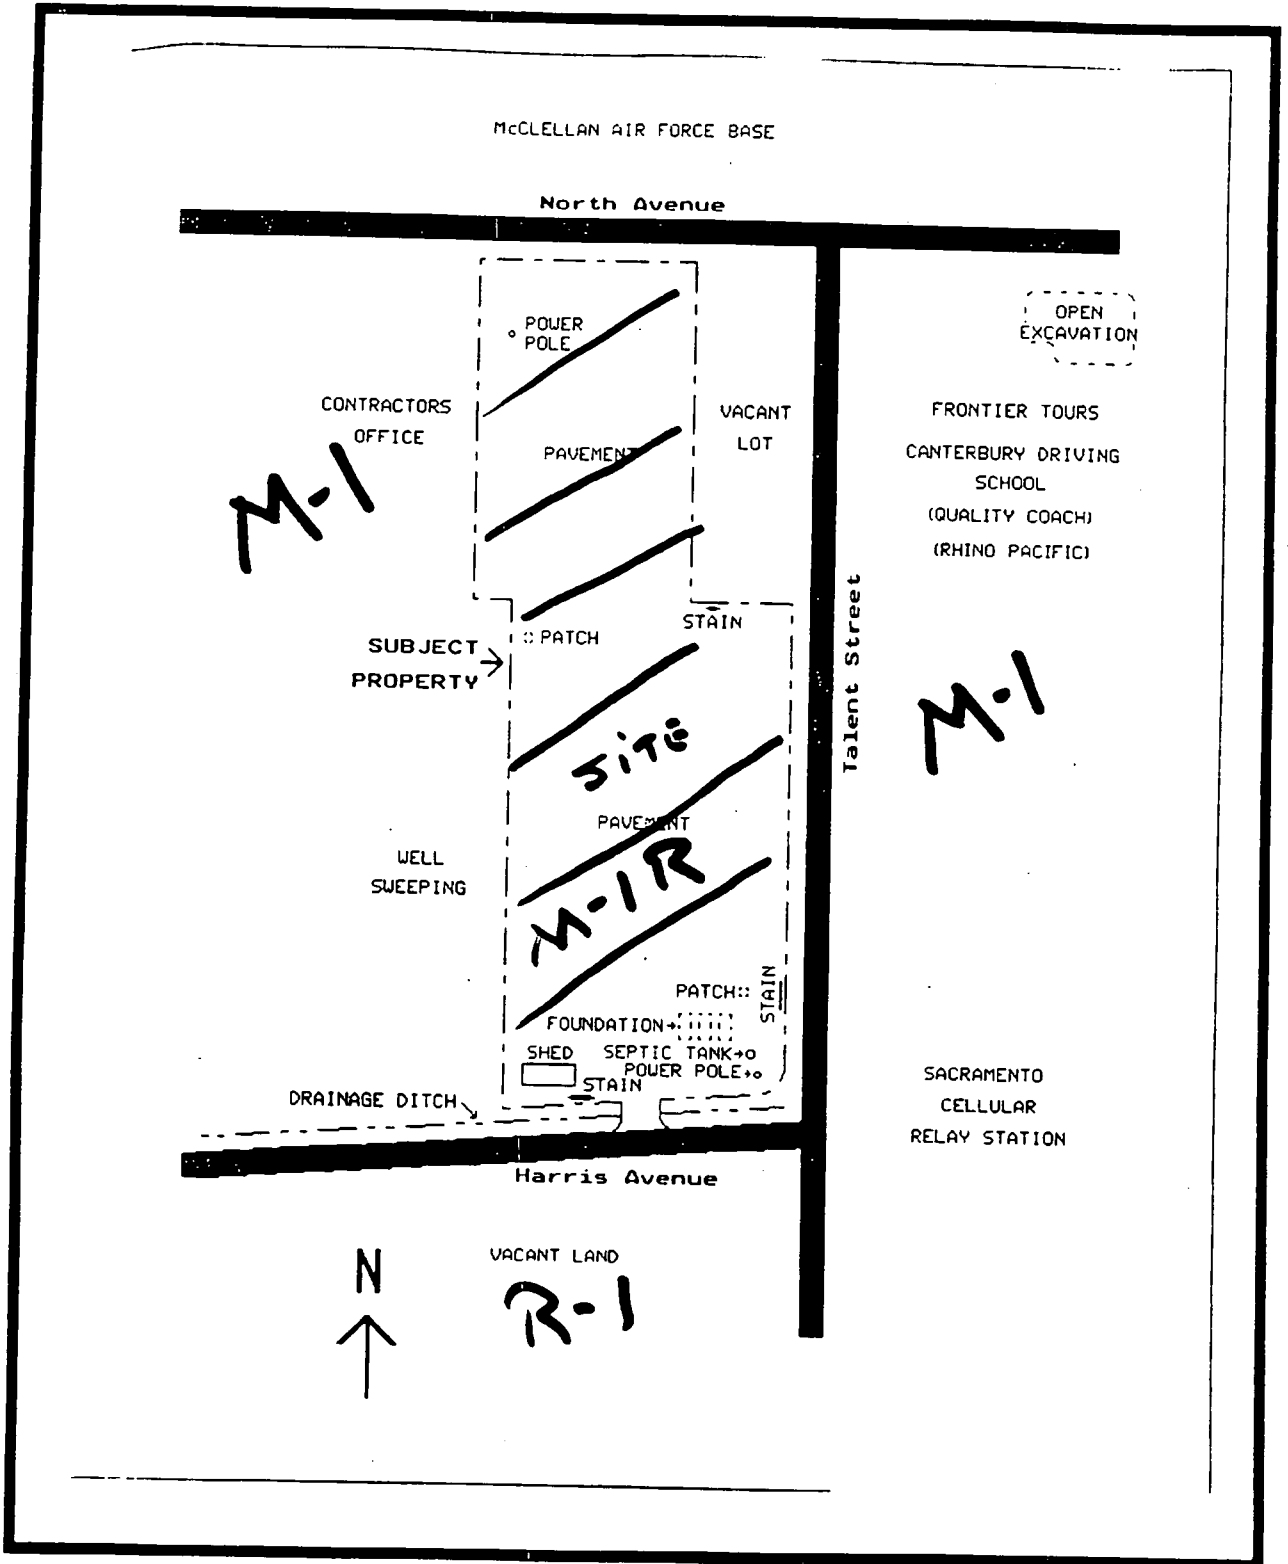 McCLELLAN AIR FORCE BASE
North Avenue
OPEN
EXCAVATION
POWER
POLE
CONTRACTORS
OFFICE
VACANT
LOT
FRONTIER TOURS
CANTERBURY DRIVING
SCHOOL
(QUALITY COACH)
(RHINO PACIFIC)
PAVEMENT
M-1
STAIN
PATCH
SUBJECT
PROPERTY
Talent Street
M-1
SITE
PAVEMENT
WELL
SWEEPING
M-1R
PATCH
STAIN
FOUNDATION
SHED
SEPTIC TANK
POWER POLE
STAIN
DRAINAGE DITCH
SACRAMENTO
CELLULAR
RELAY STATION
Harris Avenue
N
VACANT LAND
R-1